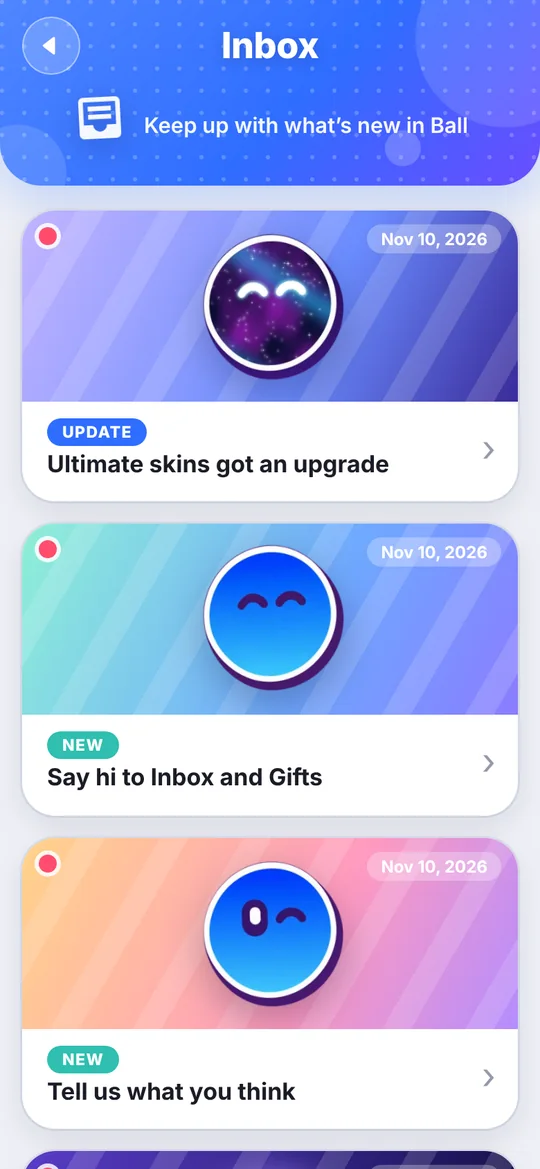 Inbox
Keep up with what’s new in Ball
Nov 10, 2026
UPDATE
Ultimate skins got an upgrade
Nov 10, 2026
NEW
Say hi to Inbox and Gifts
Nov 10, 2026
NEW
Tell us what you think